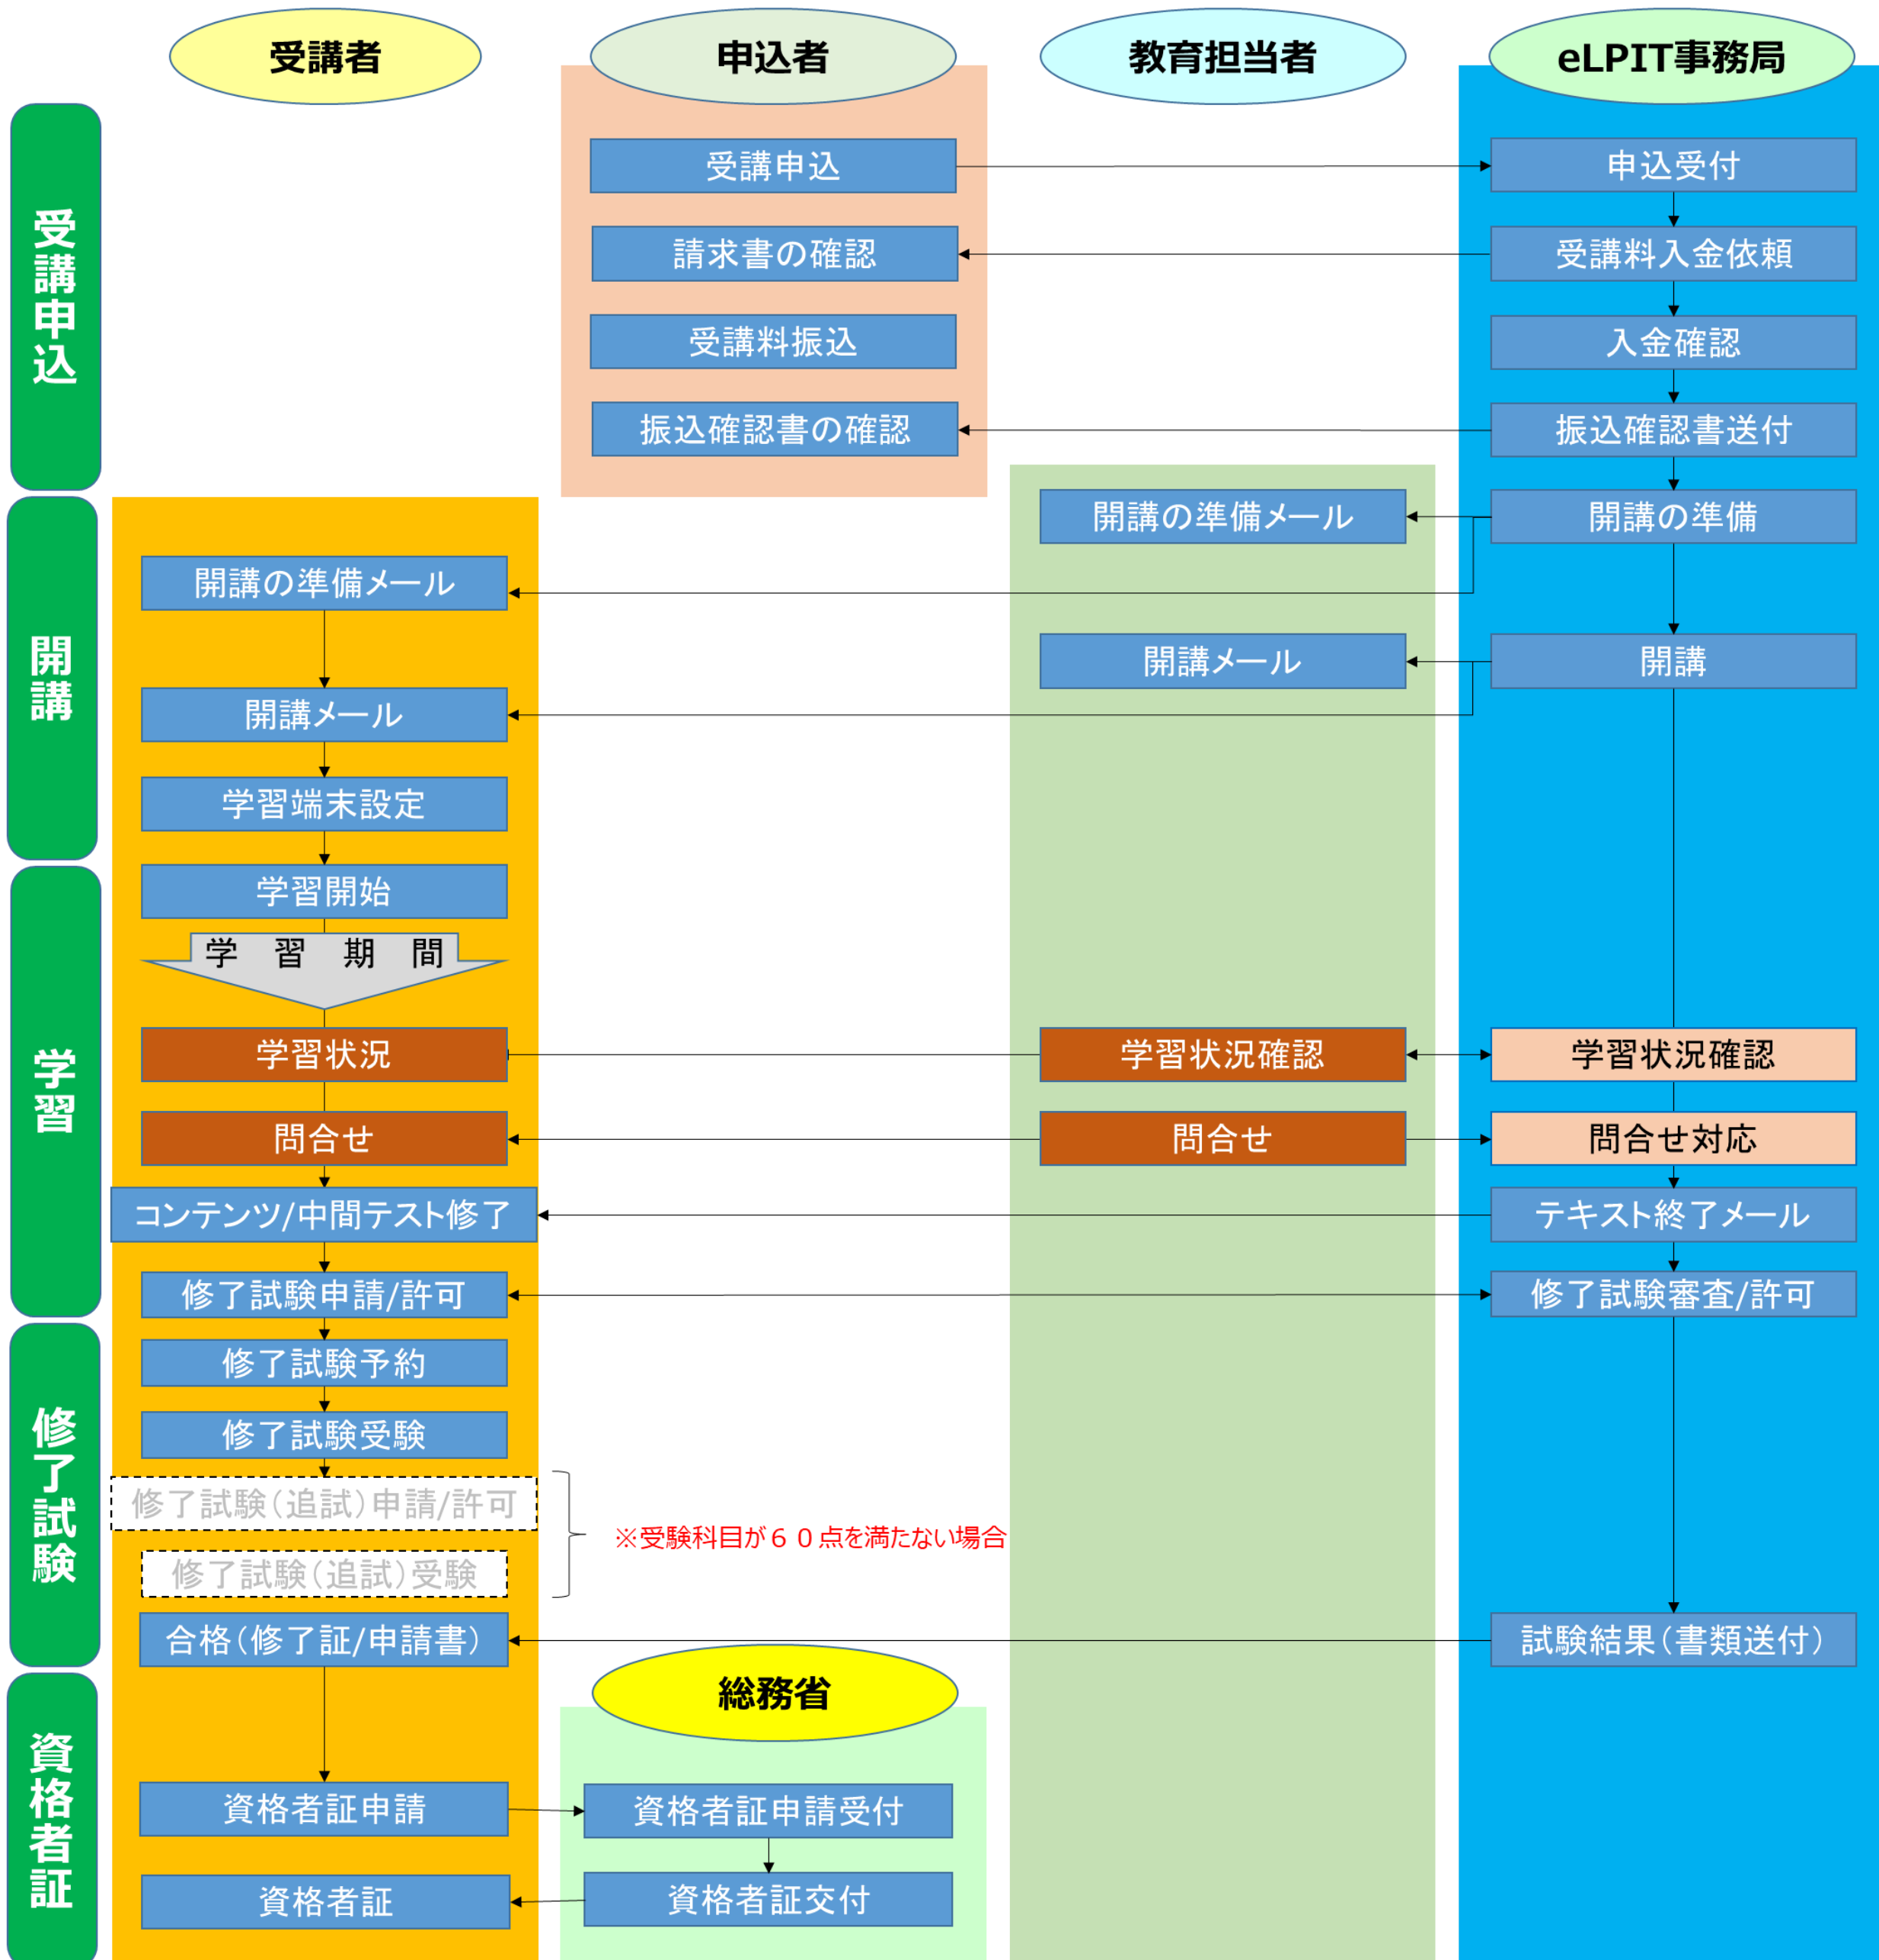 受講者
申込者
教育担当者
eLPIT事務局
受講申込
受講申込
申込受付
請求書の確認
受講料入金依頼
受講料振込
入金確認
振込確認書の確認
振込確認書送付
開講
開講の準備メール
開講の準備
開講の準備メール
開講メール
開講
開講メール
学習端末設定
学習
学習開始
学 習 期 間
学習状況
学習状況確認
学習状況確認
問合せ
問合せ
問合せ対応
コンテンツ/中間テスト修了
テキスト終了メール
修了試験申請/許可
修了試験審査/許可
修了試験
修了試験予約
修了試験受験
修了試験（追試）申請/許可
※受験科目が６０点を満たない場合
修了試験（追試）受験
合格（修了証/申請書）
試験結果（書類送付）
総務省
資格者証
資格者証申請
資格者証申請受付
資格者証
資格者証交付